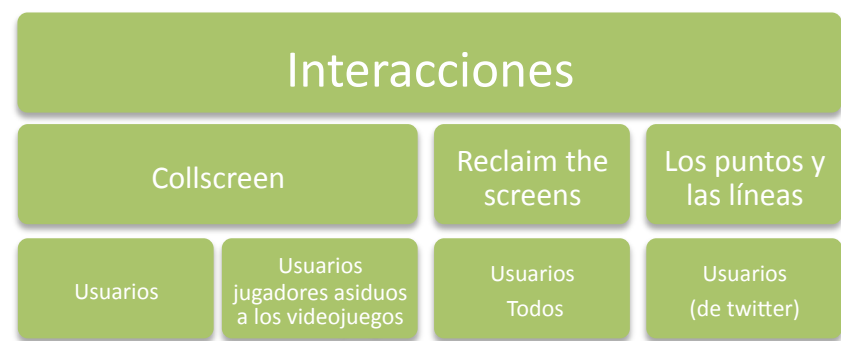 Interacciones
Collscreen
Reclaim the
screens
Los puntos y
las líneas
Usuarios
Usuarios
jugadores asiduos
a los videojuegos
Usuarios
Todos
Usuarios
(de twitter)